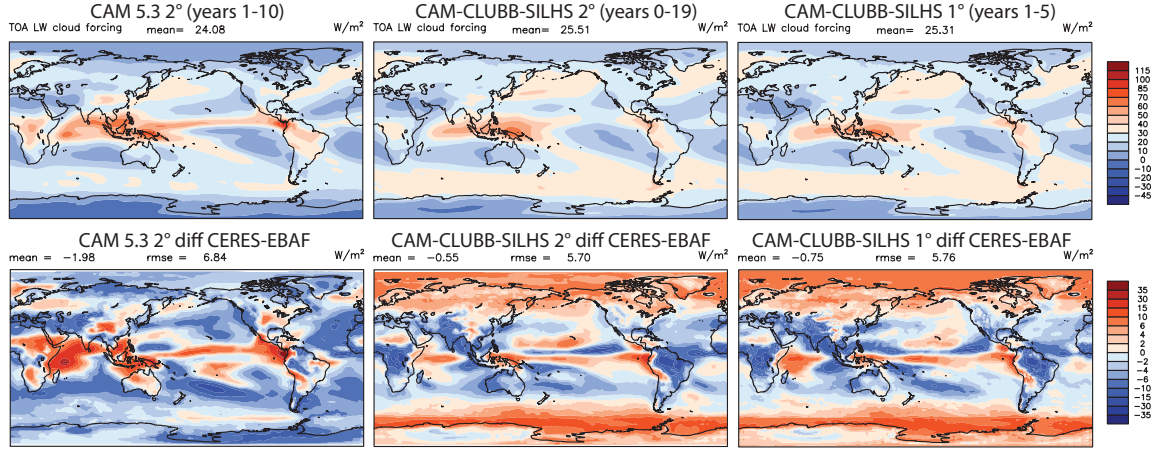 CAM 5.3 2° (years 1-10)
TOA LW cloud forcing mean= 24.08 W/m²
CAM-CLUBB-SILHS 2° (years 0-19)
TOA LW cloud forcing mean= 25.51 W/m²
CAM-CLUBB-SILHS 1° (years 1-5)
TOA LW cloud forcing mean= 25.31 W/m²
115
100
85
70
60
50
40
30
20
10
0
−10
−20
−30
−45
CAM 5.3 2° diff CERES-EBAF
mean = −1.98 rmse = 6.84 W/m²
CAM-CLUBB-SILHS 2° diff CERES-EBAF
mean = −0.55 rmse = 5.70 W/m²
CAM-CLUBB-SILHS 1° diff CERES-EBAF
mean = −0.75 rmse = 5.76 W/m²
35
30
15
10
6
4
2
0
−2
−4
−6
−10
−15
−30
−35